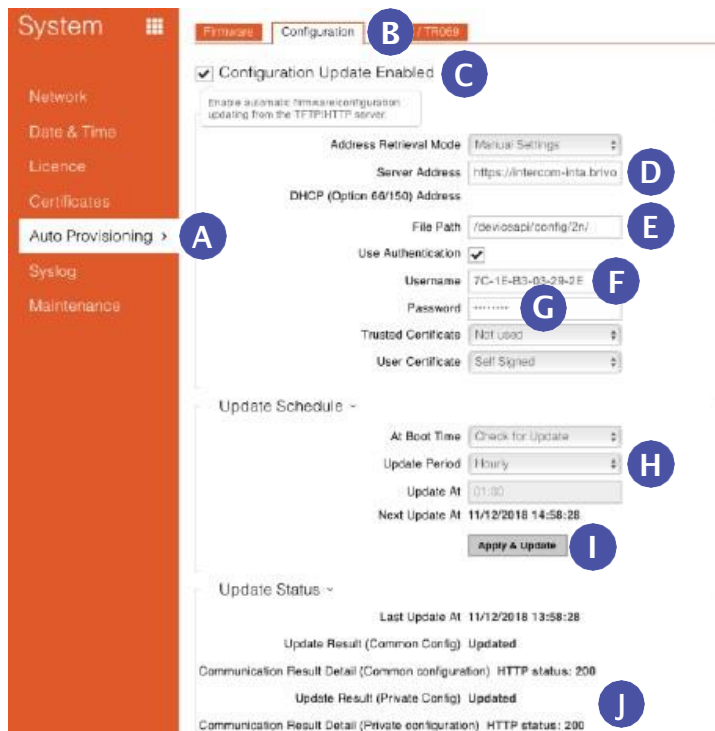 System
Firmware Configuration B / TR069
Configuration Update Enabled C
Enable automatic firmware/configuration
updating from the TFTP/HTTP server.
Network
Date & Time
Licence
Certificates
Auto Provisioning > A
Syslog
Maintenance
Address Retrieval Mode Manual Settings
Server Address https://intercom-inta.brivo D
DHCP (Option 66/150) Address
File Path /deviceapi/config/2n/ E
Use Authentication
Username 7C-1E-B3-03-29-2E F
Password ········ G
Trusted Certificate Not used
User Certificate Self Signed
Update Schedule
At Boot Time Check for Update
Update Period Hourly H
Update At 01:00
Next Update At 11/12/2018 14:58:28
Apply & Update I
Update Status
Last Update At 11/12/2018 13:58:28
Update Result (Common Config) Updated
Communication Result Detail (Common configuration) HTTP status: 200
Update Result (Private Config) Updated J
Communication Result Detail (Private configuration) HTTP status: 200